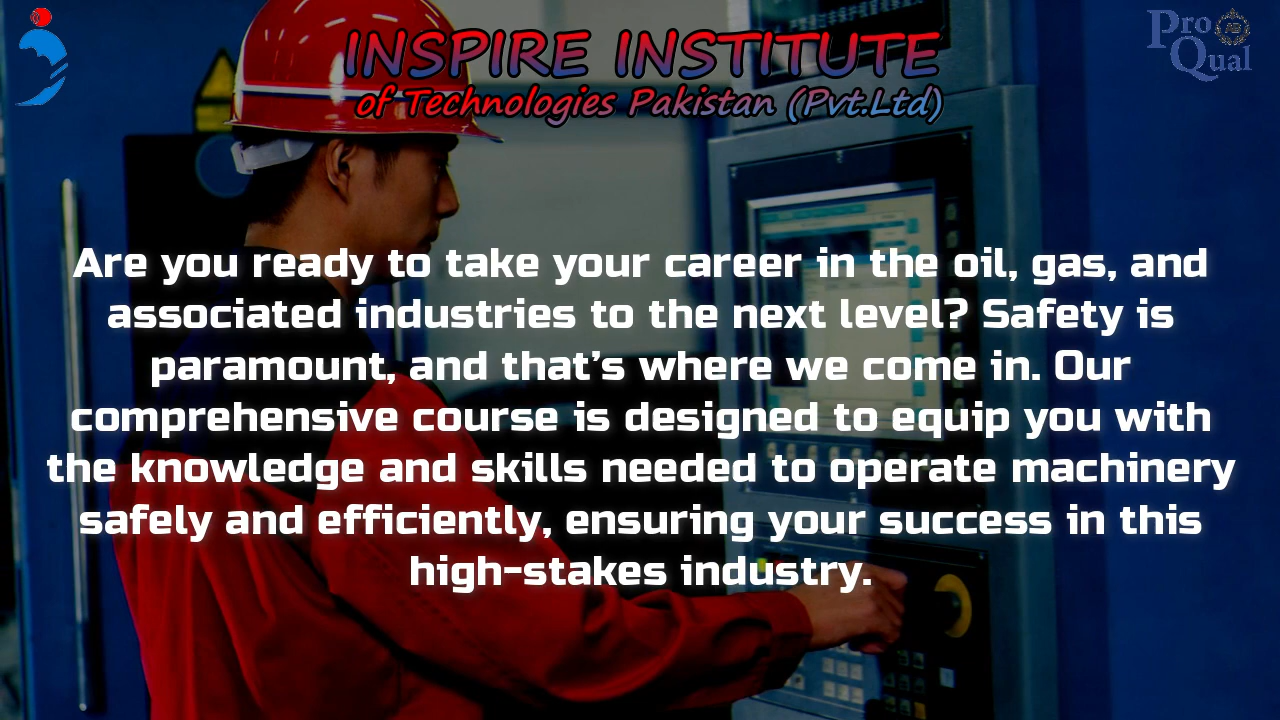 INSPIRE INSTITUTE
of Technologies Pakistan (Pvt.Ltd)
Pro
Qual
Are you ready to take your career in the oil, gas, and
associated industries to the next level? Safety is
paramount, and that’s where we come in. Our
comprehensive course is designed to equip you with
the knowledge and skills needed to operate machinery
safely and efficiently, ensuring your success in this
high-stakes industry.